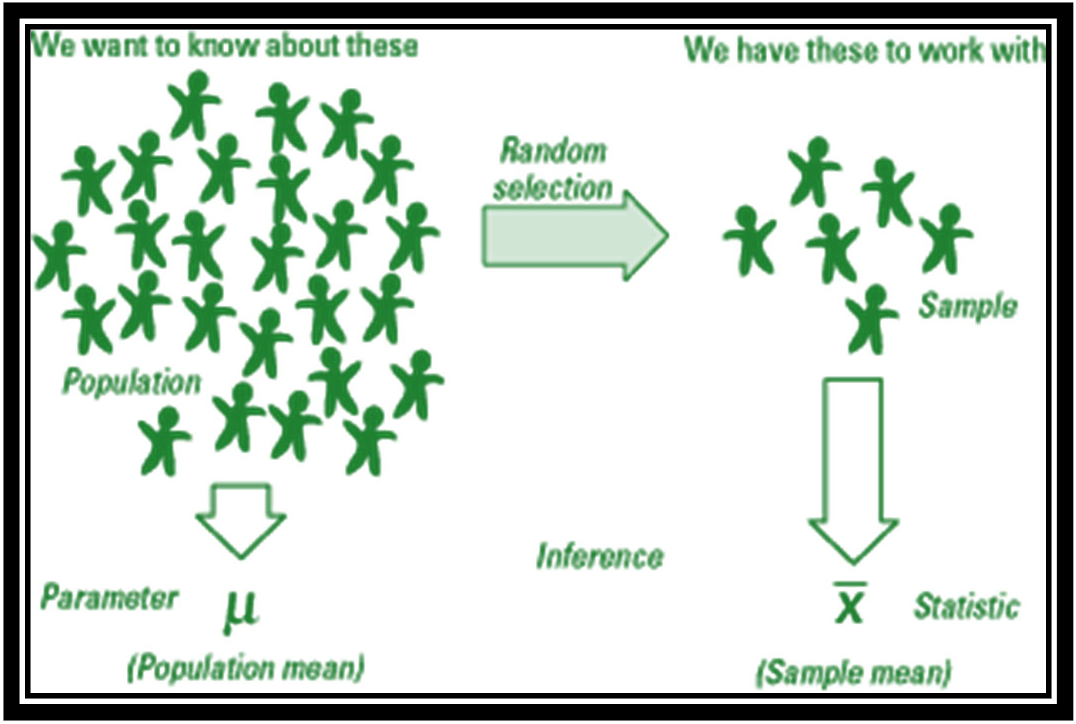 We want to know about these
We have these to work with
Random
selection
Sample
Population
Inference
Parameter μ
x̅ Statistic
(Population mean)
(Sample mean)